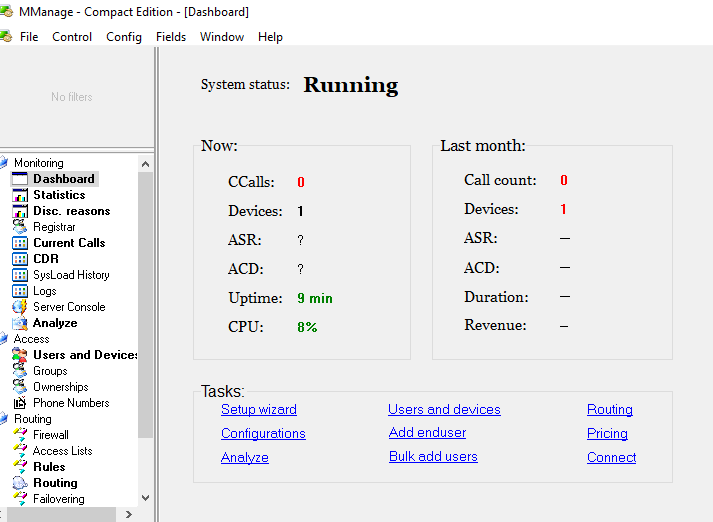 MManage - Compact Edition - [Dashboard]
File Control Config Fields Window Help
No filters
Monitoring
Dashboard
Statistics
Disc. reasons
Registrar
Current Calls
CDR
SysLoad History
Logs
Server Console
Analyze
Access
Users and Devices
Groups
Ownerships
Phone Numbers
Routing
Firewall
Access Lists
Rules
Routing
Failovering
System status: Running
Now:
CCalls: 0
Devices: 1
ASR: ?
ACD: ?
Uptime: 9 min
CPU: 8%
Last month:
Call count: 0
Devices: 1
ASR: –
ACD: –
Duration: –
Revenue: –
Tasks:
Setup wizard Users and devices Routing
Configurations Add enduser Pricing
Analyze Bulk add users Connect